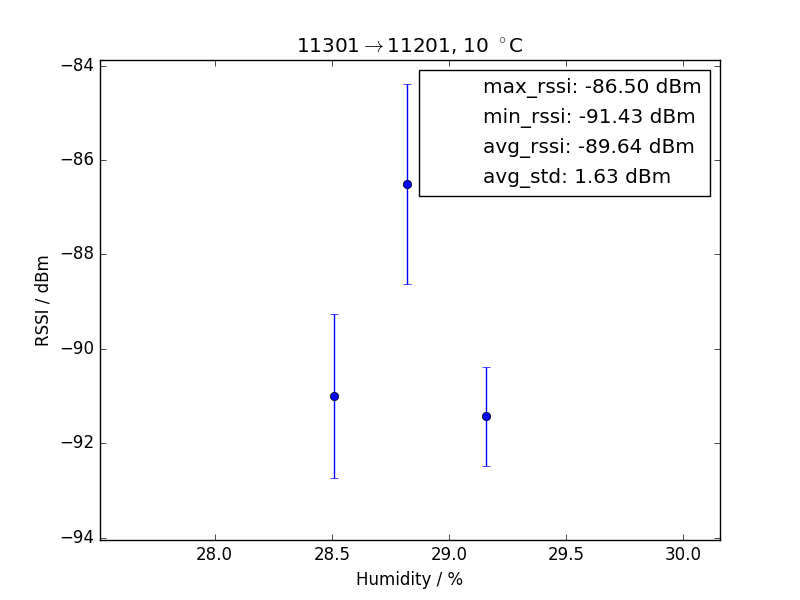 11301→11201, 10 °C
max_rssi: -86.50 dBm
min_rssi: -91.43 dBm
avg_rssi: -89.64 dBm
avg_std: 1.63 dBm
RSSI / dBm
−84
−86
−88
−90
−92
−94
28.0 28.5 29.0 29.5 30.0
Humidity / %